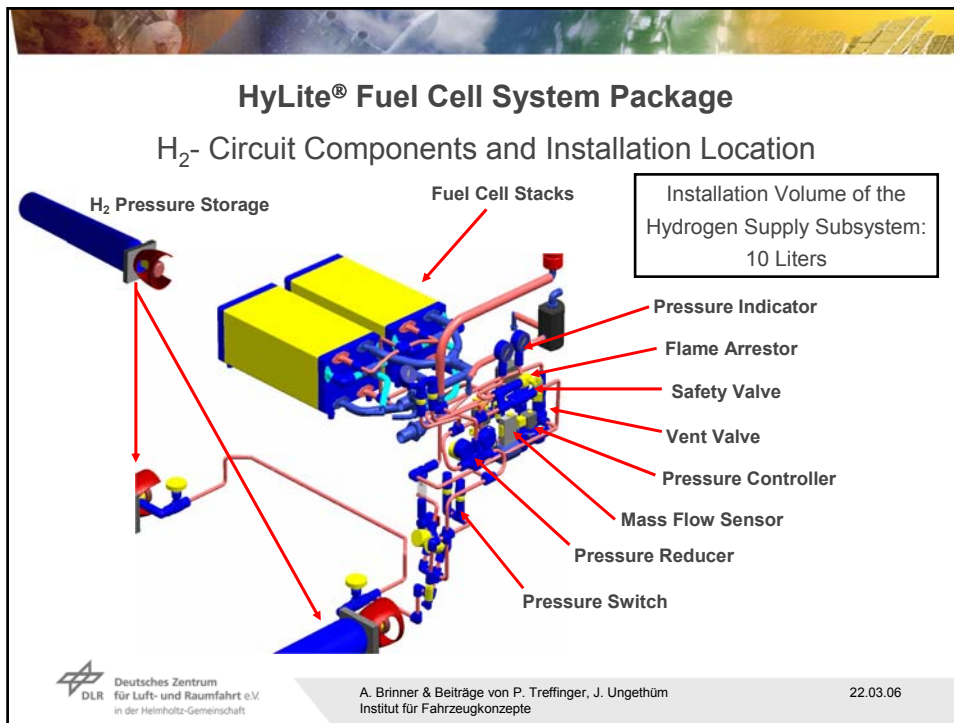 HyLite® Fuel Cell System Package
H₂- Circuit Components and Installation Location
H₂ Pressure Storage
Fuel Cell Stacks
Installation Volume of the
Hydrogen Supply Subsystem:
10 Liters
Pressure Indicator
Flame Arrestor
Safety Valve
Vent Valve
Pressure Controller
Mass Flow Sensor
Pressure Reducer
Pressure Switch
DLR
Deutsches Zentrum
für Luft- und Raumfahrt e.V.
in der Helmholtz-Gemeinschaft
A. Brinner & Beiträge von P. Treffinger, J. Ungethüm
Institut für Fahrzeugkonzepte
22.03.06